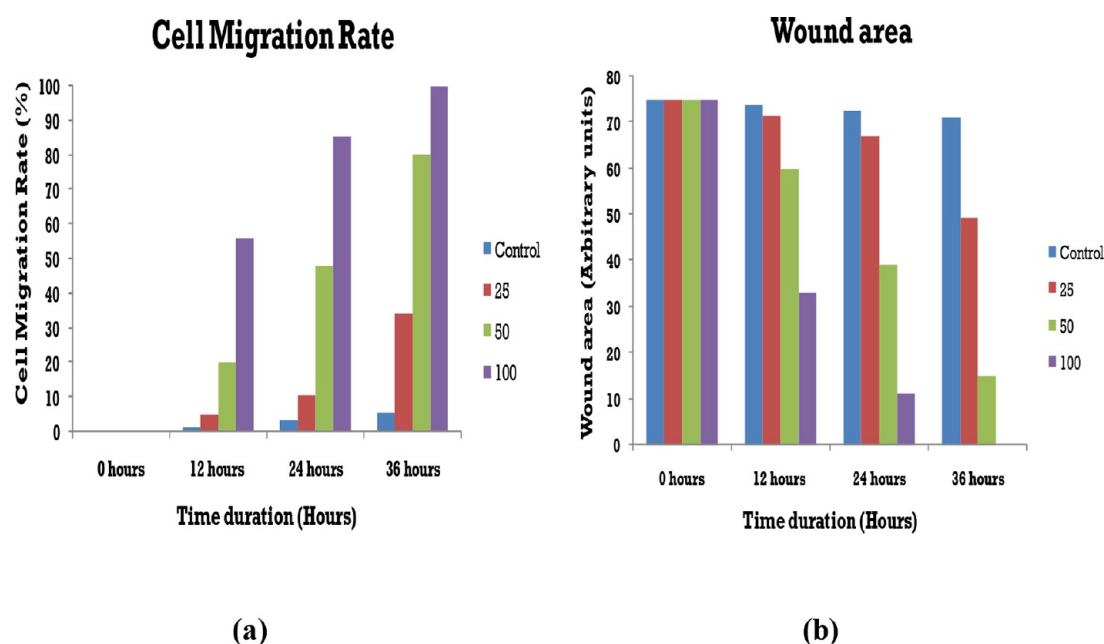 Cell Migration Rate
Cell Migration Rate (%)
100
90
80
70
60
50
40
30
20
10
0
0 hours
12 hours
24 hours
36 hours
Time duration (Hours)
Control
25
50
100
(a)
Wound area
Wound area (Arbitrary units)
80
70
60
50
40
30
20
10
0
0 hours
12 hours
24 hours
36 hours
Time duration (Hours)
Control
25
50
100
(b)